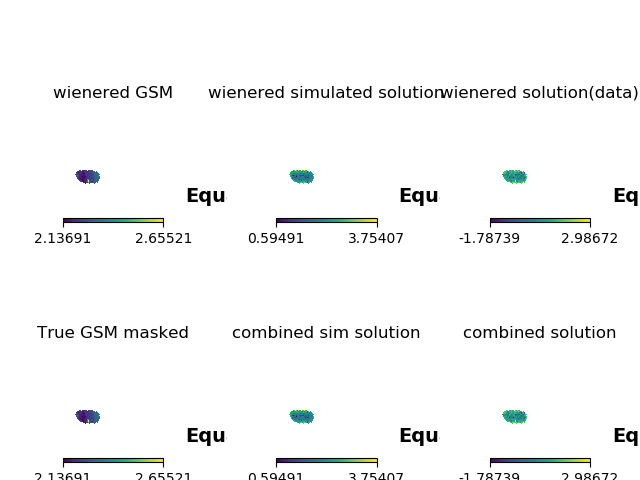 wienered GSM wienered simulated solution wienered solution(data)
Equ Equ Eq
2.13691 2.65521 0.59491 3.75407 -1.78739 2.98672
True GSM masked combined sim solution combined solution
Equ Equ Eq
2.13691 2.65521 0.59491 3.75407 -1.78739 2.98672